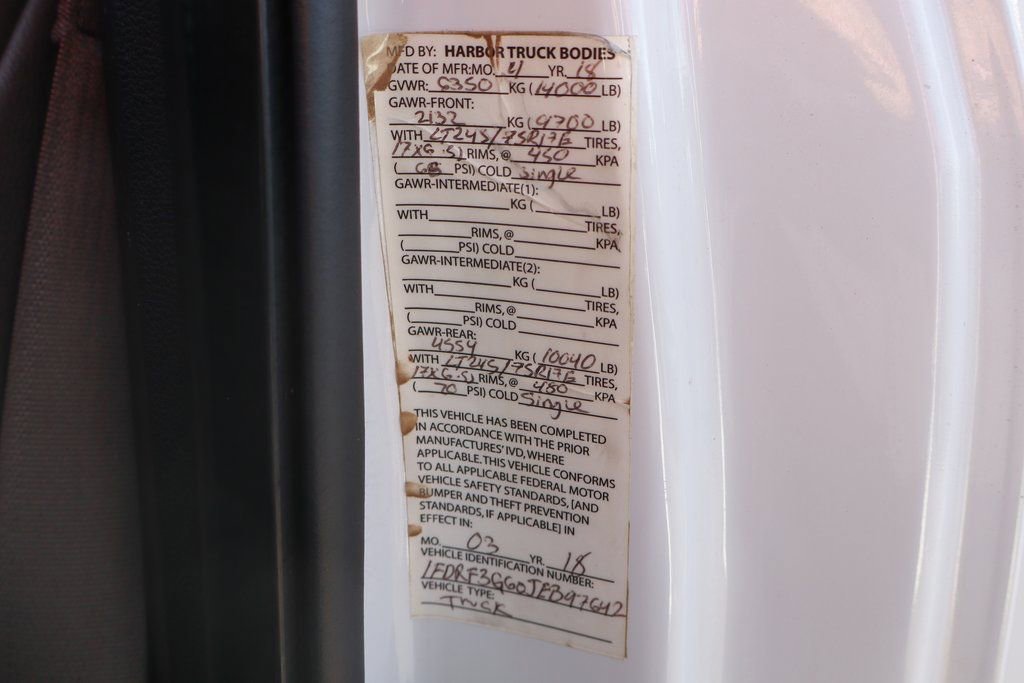 MFD BY: HARBOR TRUCK BODIES
DATE OF MFR:MO. 4 YR. 18
GVWR: 6350 KG (14000 LB)
GAWR-FRONT:
2132 KG (4700 LB)
WITH LT245/75R17E TIRES,
17X6.5J RIMS, @ 450 KPA
(65 PSI) COLD Single
GAWR-INTERMEDIATE(1):
KG ( LB)
WITH TIRES,
RIMS, @ KPA
( PSI) COLD
GAWR-INTERMEDIATE(2):
KG ( LB)
WITH TIRES,
RIMS, @ KPA
( PSI) COLD
GAWR-REAR:
4554 KG (10040 LB)
WITH LT245/75R17E TIRES,
17X6.5J RIMS, @ 480 KPA
(70 PSI) COLD Single
THIS VEHICLE HAS BEEN COMPLETED
IN ACCORDANCE WITH THE PRIOR
MANUFACTURES' IVD, WHERE
APPLICABLE. THIS VEHICLE CONFORMS
TO ALL APPLICABLE FEDERAL MOTOR
VEHICLE SAFETY STANDARDS, [AND
BUMPER AND THEFT PREVENTION
STANDARDS, IF APPLICABLE] IN
EFFECT IN:
MO. 03 YR. 18
VEHICLE IDENTIFICATION NUMBER:
1FDRF3G60JEB97642
VEHICLE TYPE:
Truck